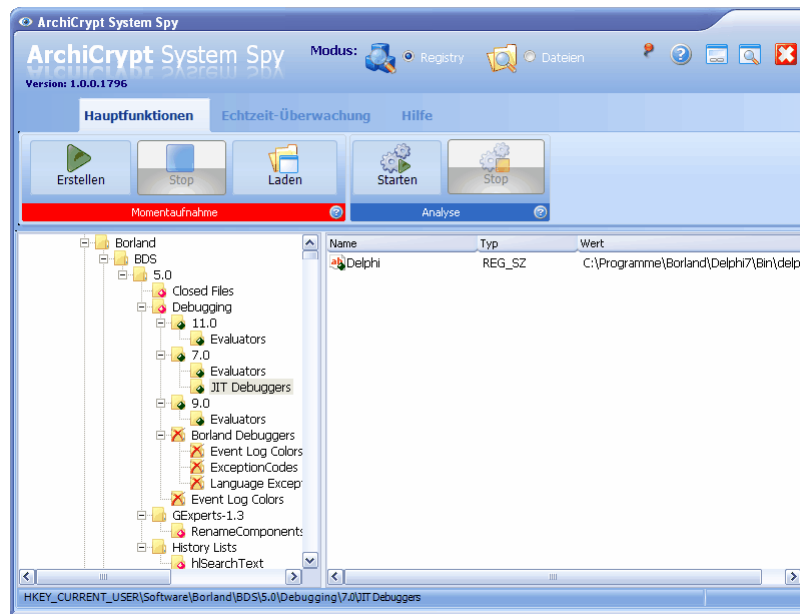 ArchiCrypt System Spy
ArchiCrypt System Spy
Modus:
Registry
Dateien
Version: 1.0.0.1796
Hauptfunktionen
Echtzeit-Überwachung
Hilfe
Erstellen
Stop
Laden
Starten
Stop
Momentaufnahme
Analyse
Borland
BDS
5.0
Closed Files
Debugging
11.0
Evaluators
7.0
Evaluators
JIT Debuggers
9.0
Evaluators
Borland Debuggers
Event Log Colors
ExceptionCodes
Language Except
Event Log Colors
GExperts-1.3
RenameComponents
History Lists
hlSearchText
Name Typ Wert
Delphi REG_SZ C:\Programme\Borland\Delphi7\Bin\delp
HKEY_CURRENT_USER\Software\Borland\BDS\5.0\Debugging\7.0\JIT Debuggers